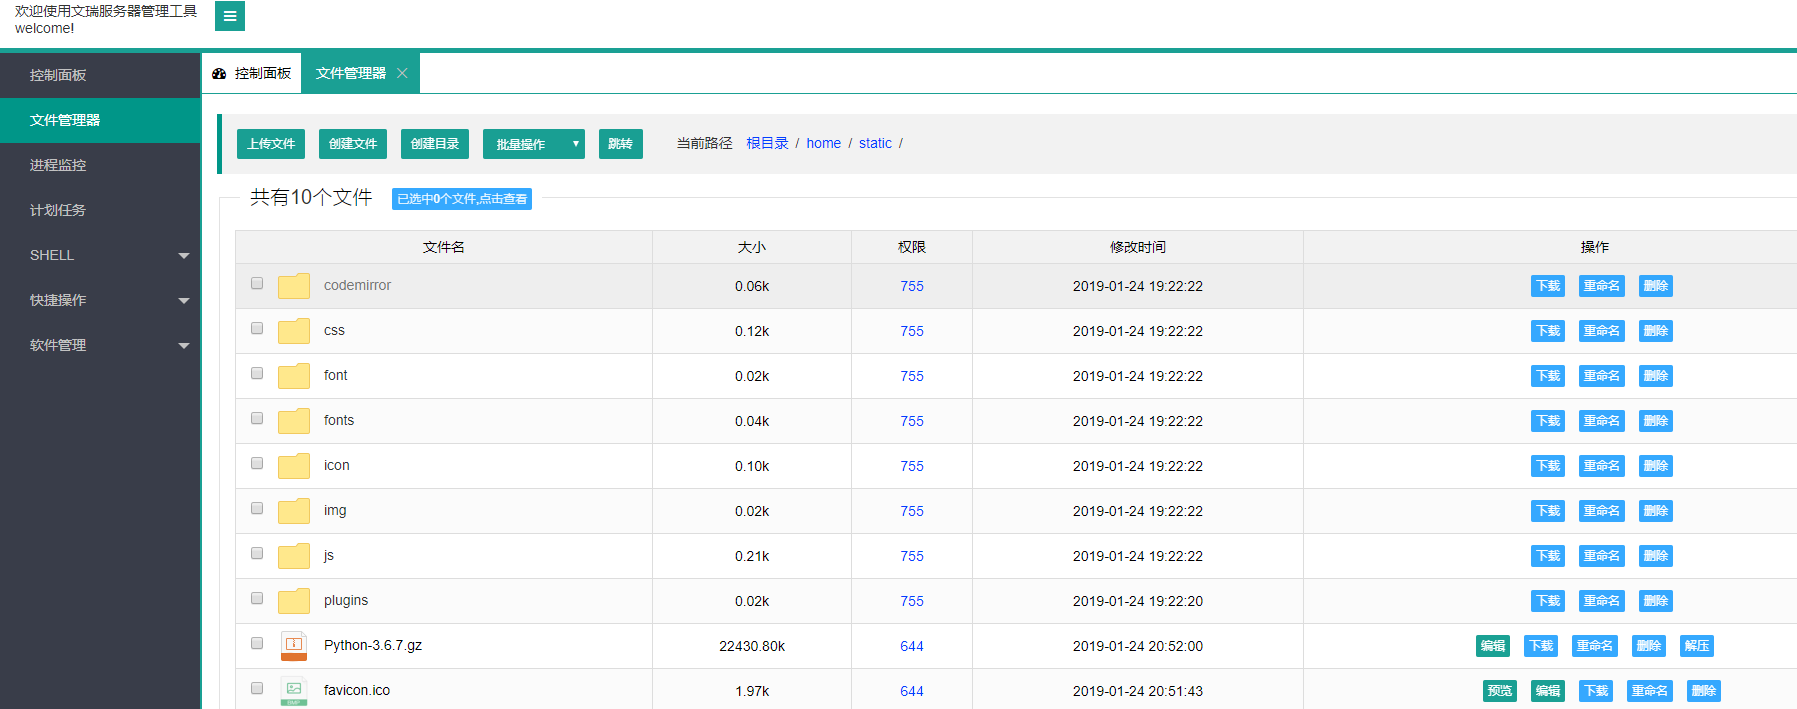 欢迎使用文瑞服务器管理工具
welcome!
控制面板
文件管理器
进程监控
计划任务
SHELL
快捷操作
软件管理
控制面板 文件管理器
上传文件 创建文件 创建目录 批量操作 跳转 当前路径 根目录 / home / static /
共有10个文件 已选中0个文件,点击查看
文件名 大小 权限 修改时间 操作
codemirror 0.06k 755 2019-01-24 19:22:22 下载 重命名 删除
css 0.12k 755 2019-01-24 19:22:22 下载 重命名 删除
font 0.02k 755 2019-01-24 19:22:22 下载 重命名 删除
fonts 0.04k 755 2019-01-24 19:22:22 下载 重命名 删除
icon 0.10k 755 2019-01-24 19:22:22 下载 重命名 删除
img 0.02k 755 2019-01-24 19:22:22 下载 重命名 删除
js 0.21k 755 2019-01-24 19:22:22 下载 重命名 删除
plugins 0.02k 755 2019-01-24 19:22:20 下载 重命名 删除
Python-3.6.7.gz 22430.80k 644 2019-01-24 20:52:00 编辑 下载 重命名 删除 解压
BMP favicon.ico 1.97k 644 2019-01-24 20:51:43 预览 编辑 下载 重命名 删除